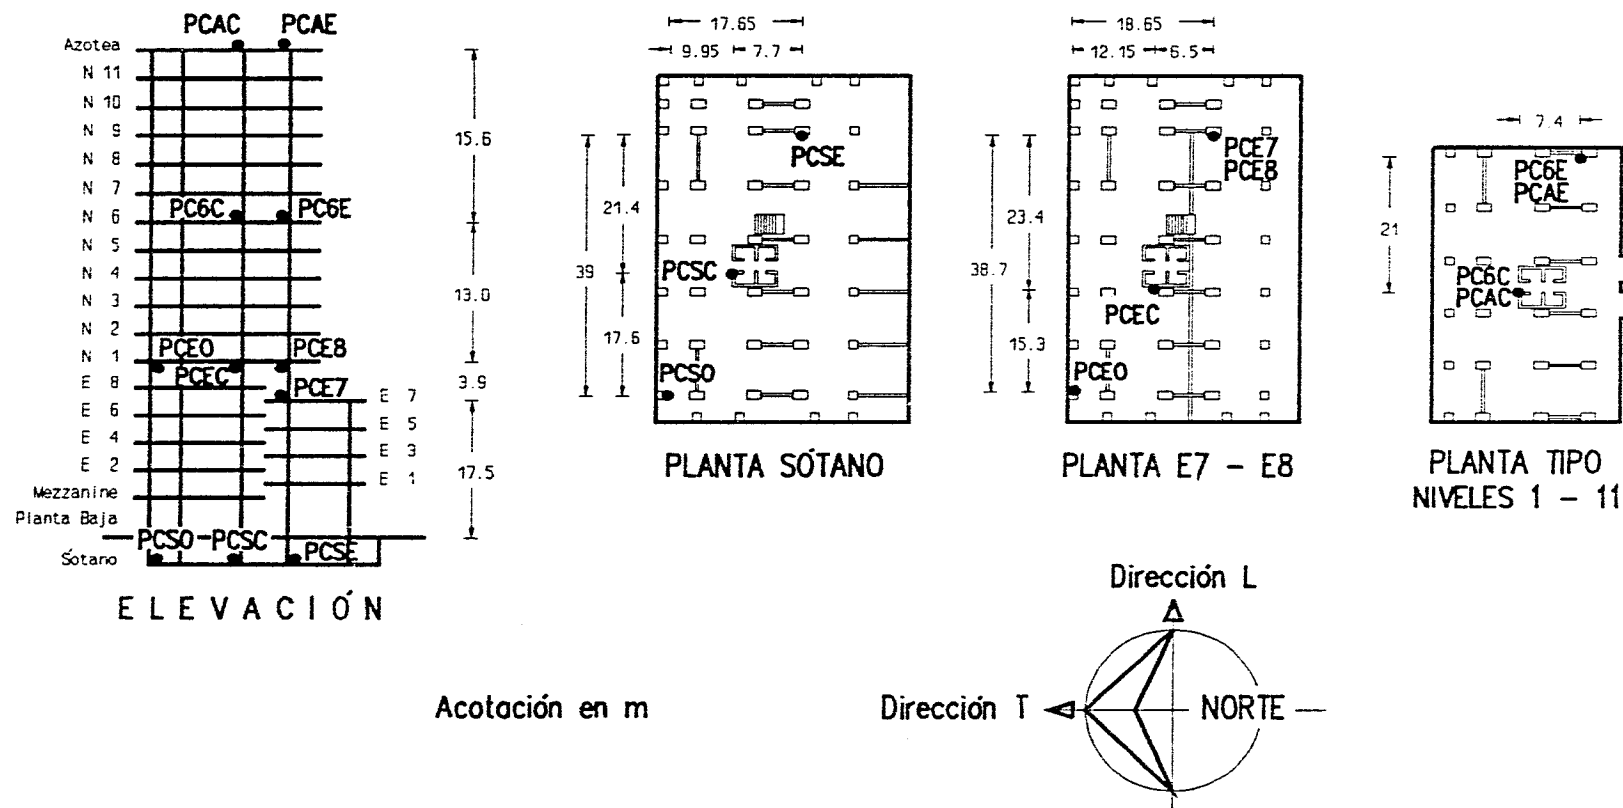 PCAC PCAE
Azotea
N 11
N 10
N 9
N 8
N 7
N 6
PC6C PC6E
N 5
N 4
N 3
N 2
N 1
PCEO PCE8
PCEC
E 8
PCE7
E 7
E 6
E 5
E 4
E 3
E 2
E 1
Mezzanine
Planta Baja
PCSO PCSC
PCSE
Sótano
15.6
13.0
3.9
17.5
ELEVACIÓN
17.65
9.95 7.7
PCSE
21.4
39
PCSC
17.6
PCSO
PLANTA SÓTANO
18.65
12.15 6.5
PCE7
PCE8
23.4
38.7
PCEC
15.3
PCEO
PLANTA E7 - E8
7.4
PC6E
PCAE
21
PC6C
PCAC
PLANTA TIPO
NIVELES 1 - 11
Dirección L
Acotación en m
Dirección T
NORTE